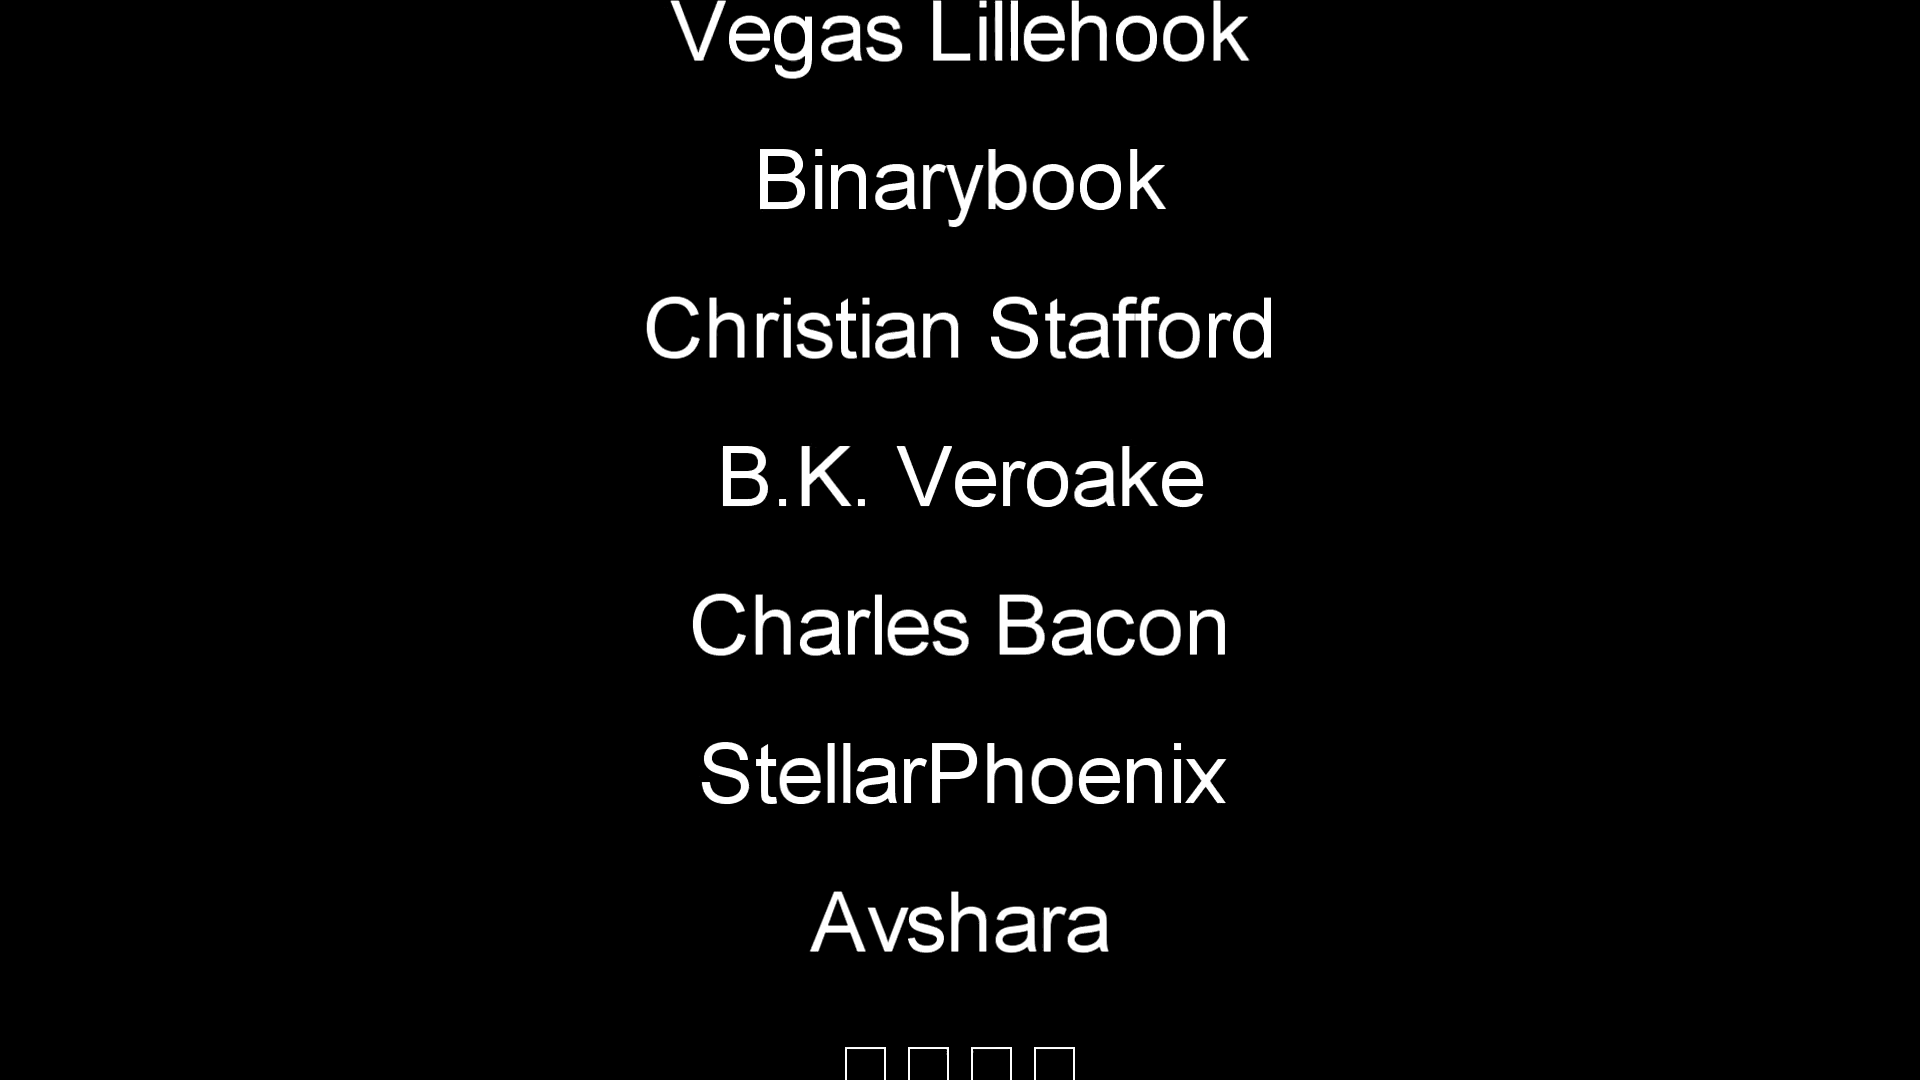 Vegas Lillehook
Binarybook
Christian Stafford
B.K. Veroake
Charles Bacon
StellarPhoenix
Avshara